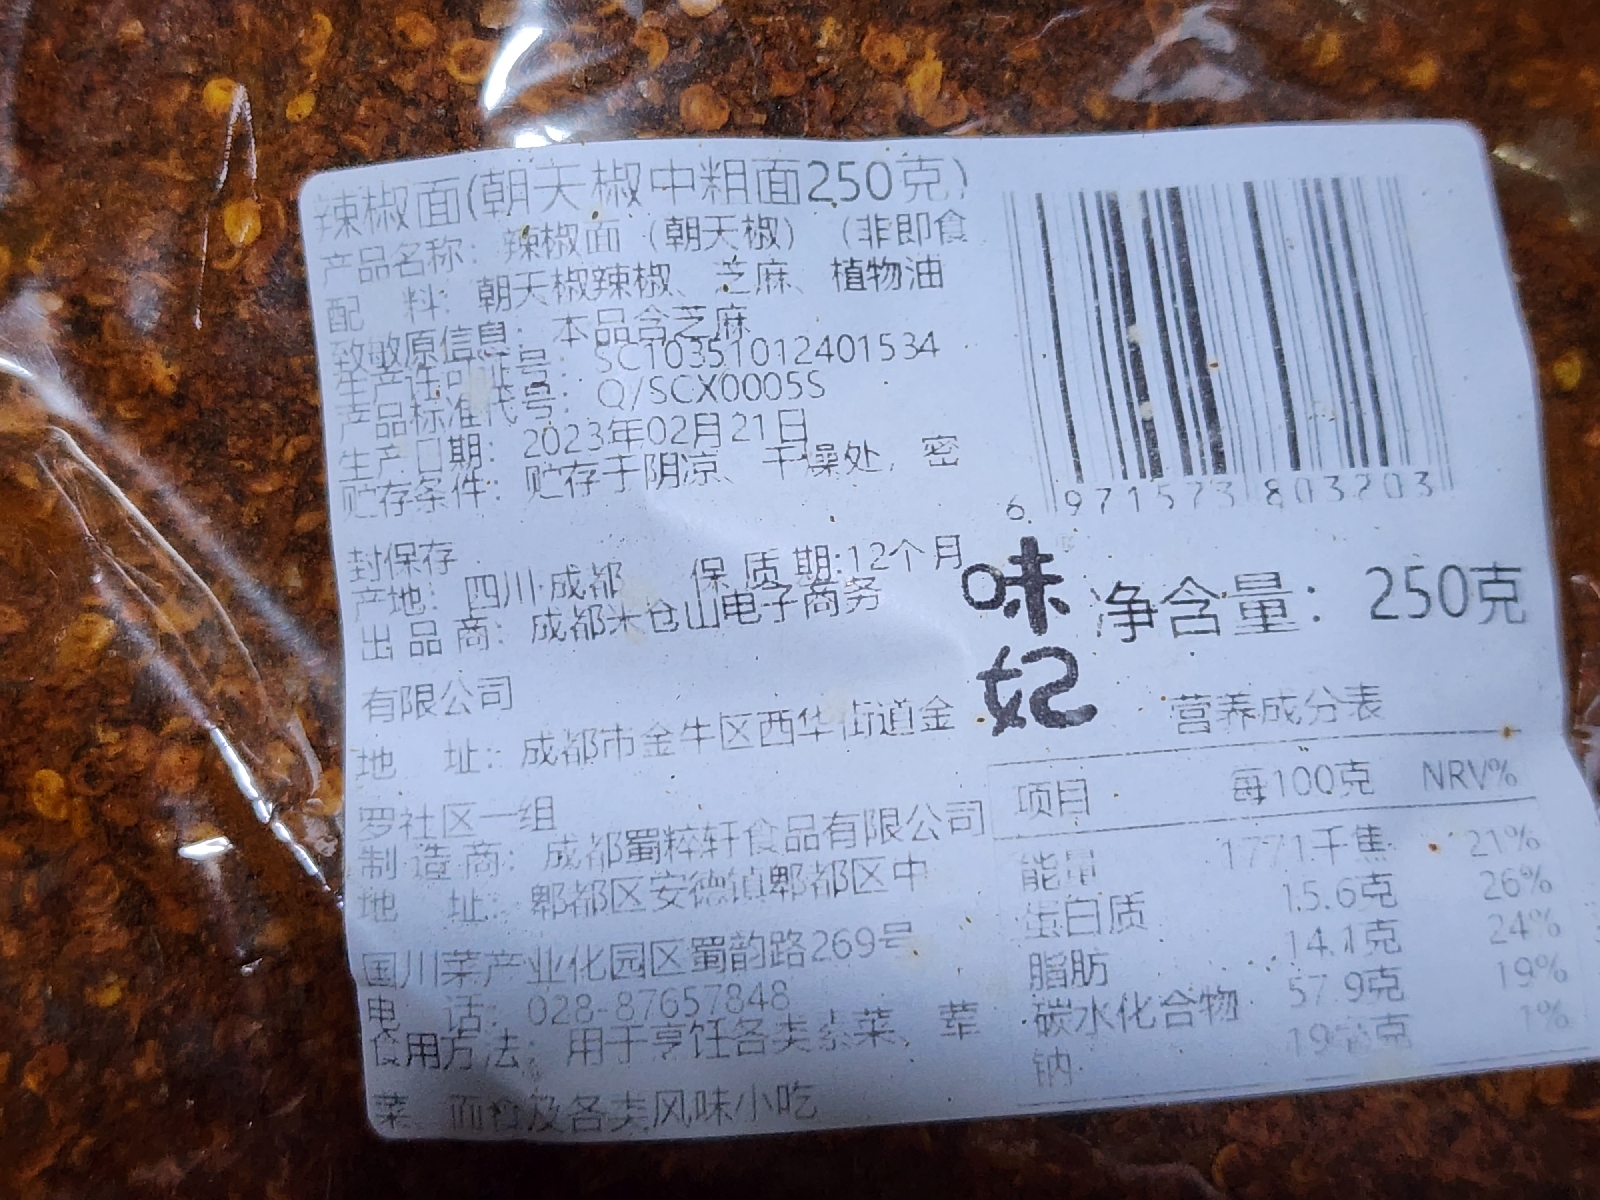 辣椒面(朝天椒中粗面250克)
产品名称：辣椒面（朝天椒）（非即食
配 料：朝天椒辣椒、芝麻、植物油
致敏原信息：本品含芝麻
生产许可证号：SC10351012401534
产品标准代号：Q/SCX0005S
生产日期：2023年02月21日
贮存条件：贮存于阴凉、干燥处，密
封保存
产地：四川·成都 保质期:12个月
出品商：成都米仓山电子商务
有限公司
地 址：成都市金牛区西华街道金
罗社区一组
制造商：成都蜀粹轩食品有限公司
地 址：郫都区安德镇郫都区中
国川菜产业化园区蜀韵路269号
电 话：028-87657848
食用方法：用于烹饪各类素菜、荤
菜 面食及各类风味小吃
6 971573 803203
味妃
净含量：250克
营养成分表
项目 每100克 NRV%
能量 1771千焦 21%
蛋白质 15.6克 26%
脂肪 14.1克 24%
碳水化合物 57.9克 19%
钠 1%